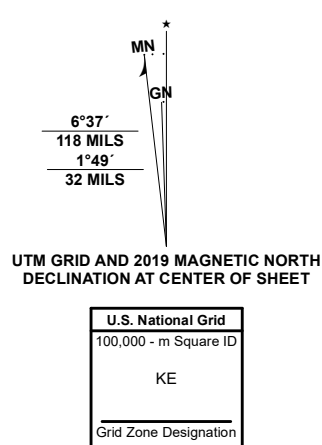 ★
MN
GN
6°37´
118 MILS
1°49´
32 MILS
UTM GRID AND 2019 MAGNETIC NORTH
DECLINATION AT CENTER OF SHEET
U.S. National Grid
100,000 - m Square ID
KE
Grid Zone Designation